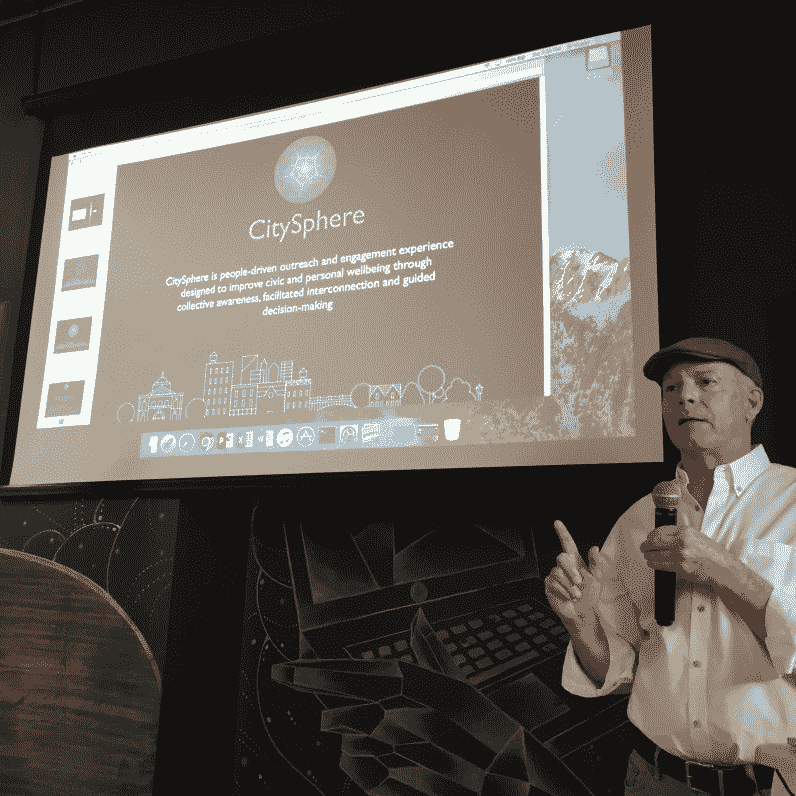 CitySphere
CitySphere is people-driven outreach and engagement experience
designed to improve civic and personal wellbeing through
collective awareness, facilitated interconnection and guided
decision-making